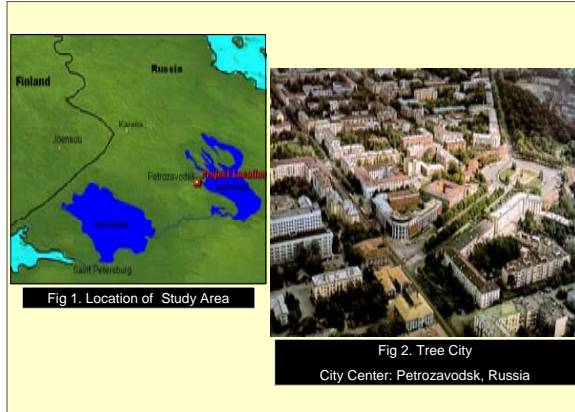 Finland
Russia
Karelia
Joensuu
Petrozavodsk
Project Location
Saint Petersburg
Fig 1. Location of Study Area
Fig 2. Tree City
City Center: Petrozavodsk, Russia